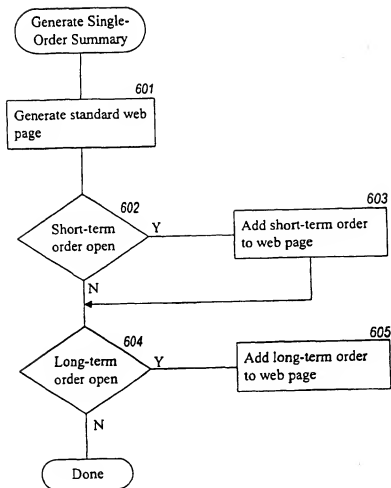 Generate Single-
Order Summary
601
Generate standard web
page
602
Short-term
order open
Y
N
603
Add short-term order
to web page
604
Long-term
order open
Y
N
605
Add long-term order
to web page
Done